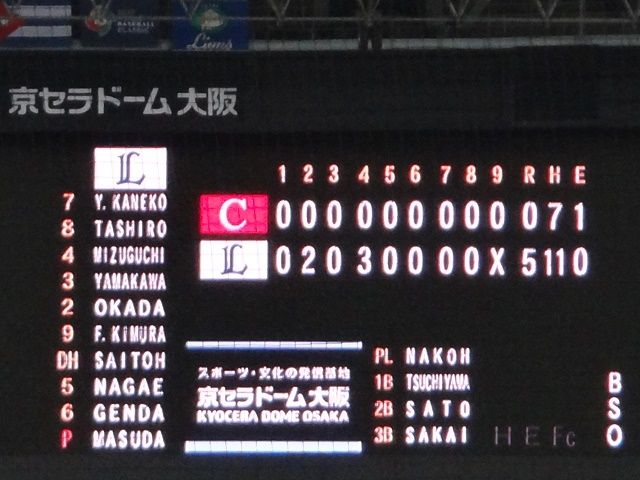 BASEBALL
CLASSIC
Lions
京セラドーム大阪
L
1 2 3 4 5 6 7 8 9 R H E
C 0 0 0 0 0 0 0 0 0 0 7 1
L 0 2 0 3 0 0 0 0 X 5 11 0
7 Y. KANEKO
8 TASHIRO
4 MIZUGUCHI
3 YAMAKAWA
2 OKADA
9 F. KIMURA
DH SAITOH
5 NAGAE
6 GENDA
P MASUDA
スポーツ・文化の発信基地
京セラドーム大阪
KYOCERA DOME OSAKA
PL NAKOH
1B TSUCHIYAMA
2B SATO
3B SAKAI
H E Fc
B
S
O